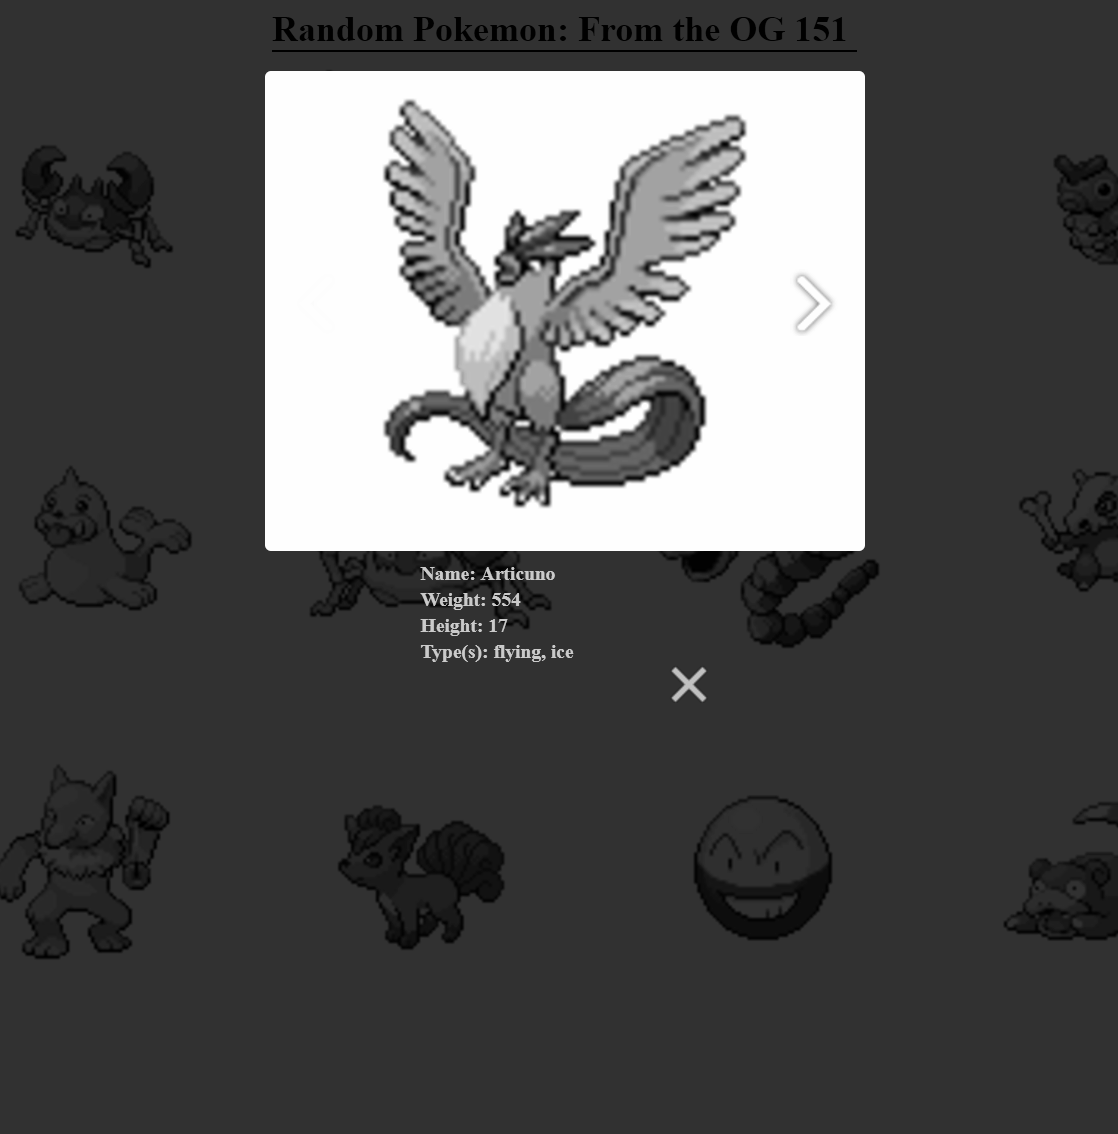 Random Pokemon: From the OG 151
Name: Articuno
Weight: 554
Height: 17
Type(s): flying, ice